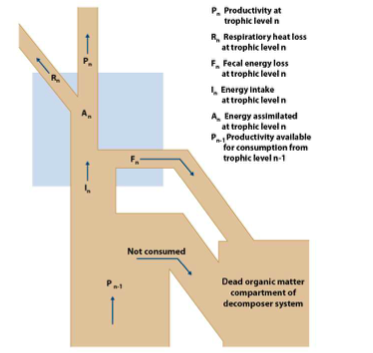 Pn Productivity at
trophic level n
Rn Respiratiory heat loss
at trophic level n
Fn Fecal energy loss
at trophic level n
In Energy intake
at trophic level n
An Energy assimilated
at trophic level n
Pn-1 Productivity available
for consumption from
trophic level n-1
Pn
Rn
An
Fn
In
Not consumed
Pn-1
Dead organic matter
compartment of
decomposer system